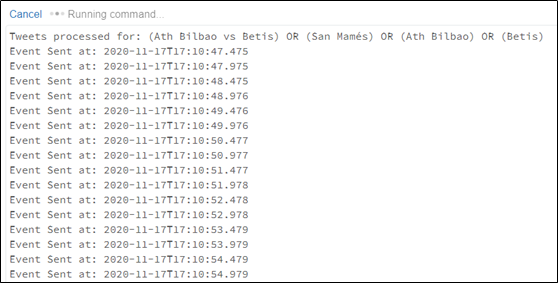 Cancel Running command...
Tweets processed for: (Ath Bilbao vs Betis) OR (San Mamés) OR (Ath Bilbao) OR (Betis)
Event Sent at: 2020-11-17T17:10:47.475
Event Sent at: 2020-11-17T17:10:47.975
Event Sent at: 2020-11-17T17:10:48.475
Event Sent at: 2020-11-17T17:10:48.976
Event Sent at: 2020-11-17T17:10:49.476
Event Sent at: 2020-11-17T17:10:49.976
Event Sent at: 2020-11-17T17:10:50.477
Event Sent at: 2020-11-17T17:10:50.977
Event Sent at: 2020-11-17T17:10:51.477
Event Sent at: 2020-11-17T17:10:51.978
Event Sent at: 2020-11-17T17:10:52.478
Event Sent at: 2020-11-17T17:10:52.978
Event Sent at: 2020-11-17T17:10:53.479
Event Sent at: 2020-11-17T17:10:53.979
Event Sent at: 2020-11-17T17:10:54.479
Event Sent at: 2020-11-17T17:10:54.979